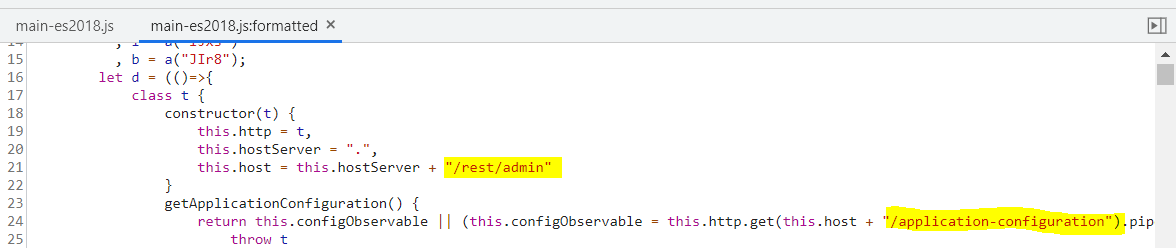 main-es2018.js main-es2018.js:formatted ×
15 , b = a("JIr8");
16 let d = (()=>{
17 class t {
18 constructor(t) {
19 this.http = t,
20 this.hostServer = ".",
21 this.host = this.hostServer + "/rest/admin"
22 }
23 getApplicationConfiguration() {
24 return this.configObservable || (this.configObservable = this.http.get(this.host + "/application-configuration").pip
25 throw t